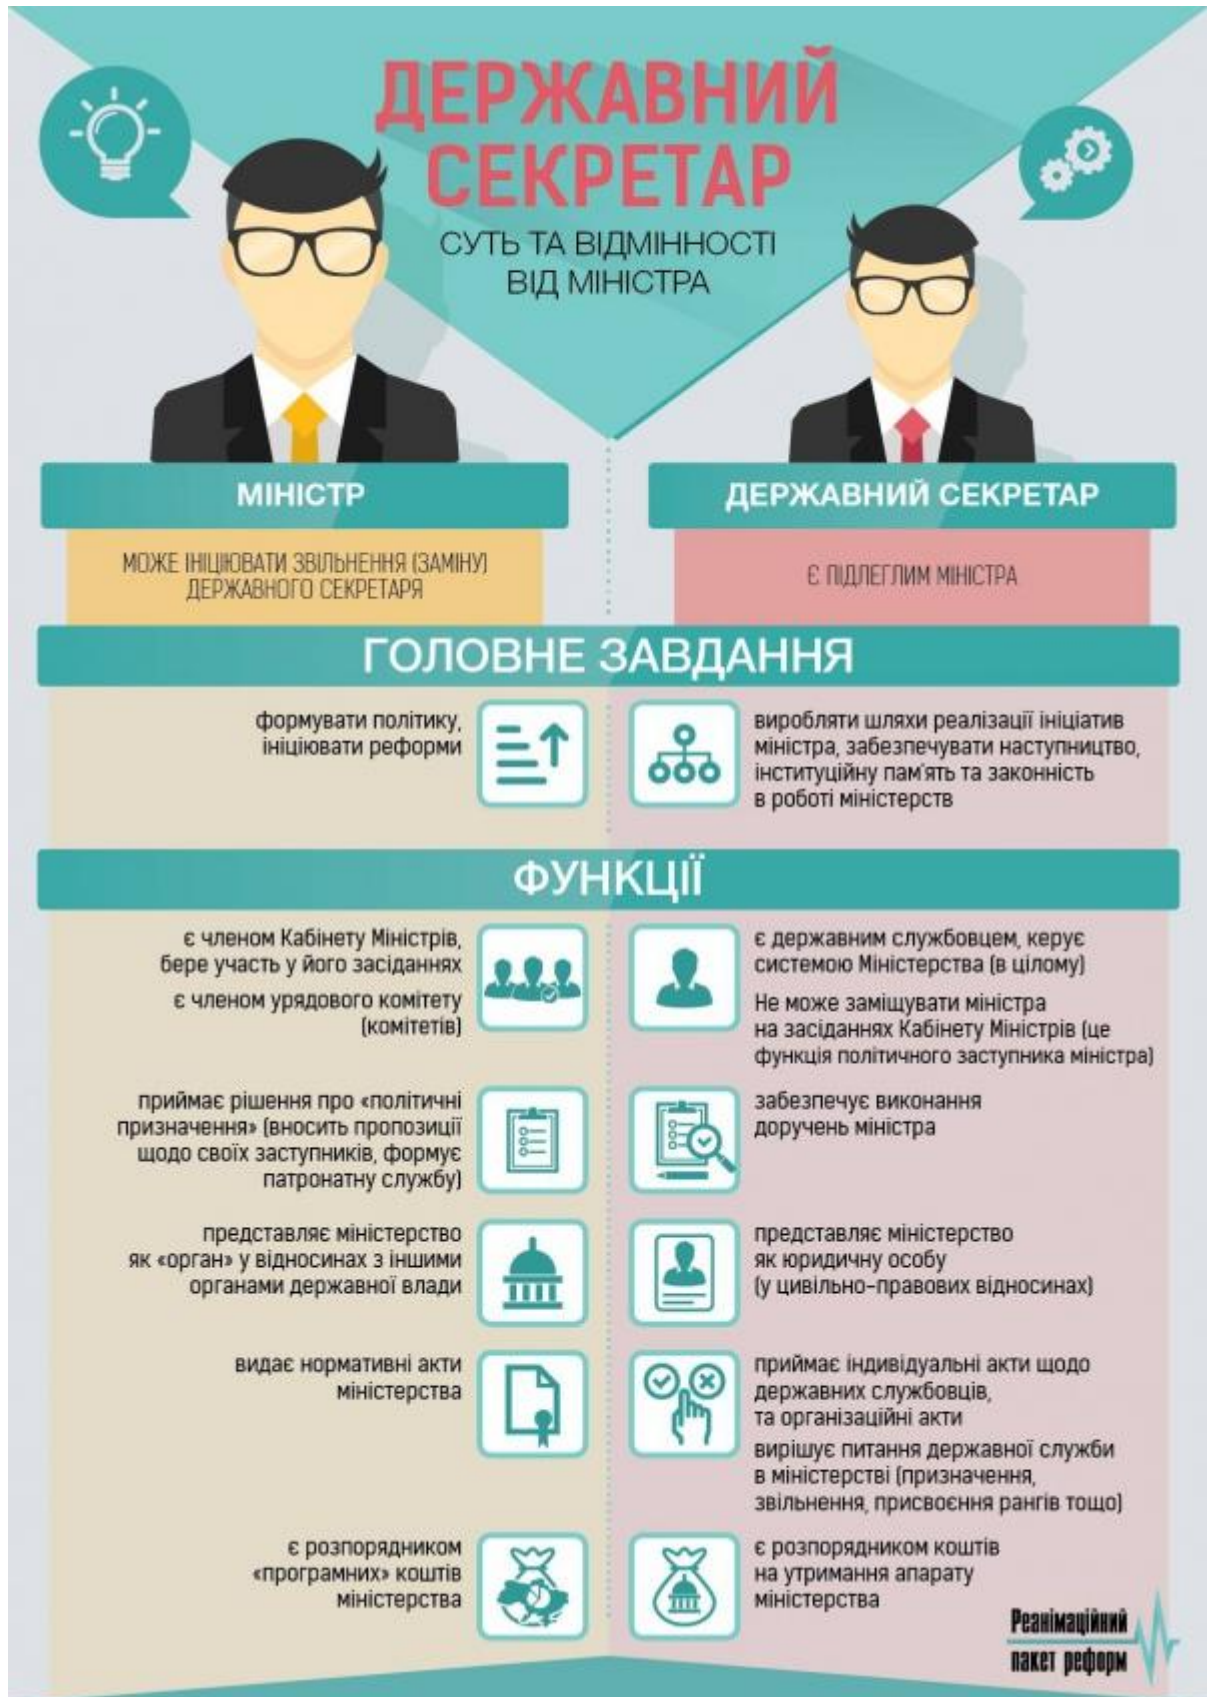 ДЕРЖАВНИЙ
СЕКРЕТАР
СУТЬ ТА ВІДМІННОСТІ
ВІД МІНІСТРА
МІНІСТР
МОЖЕ ІНІЦІЮВАТИ ЗВІЛЬНЕННЯ (ЗАМІНУ)
ДЕРЖАВНОГО СЕКРЕТАРЯ
ДЕРЖАВНИЙ СЕКРЕТАР
Є ПІДЛЕГЛИМ МІНІСТРА
ГОЛОВНЕ ЗАВДАННЯ
формувати політику,
ініціювати реформи
виробляти шляхи реалізації ініціатив
міністра, забезпечувати наступництво,
інституційну пам'ять та законність
в роботі міністерств
ФУНКЦІЇ
є членом Кабінету Міністрів,
бере участь у його засіданнях
є членом урядового комітету
(комітетів)
є державним службовцем, керує
системою Міністерства (в цілому)
Не може заміщувати міністра
на засіданнях Кабінету Міністрів (це
функція політичного заступника міністра)
приймає рішення про «політичні
призначення» (вносить пропозиції
щодо своїх заступників, формує
патронатну службу)
забезпечує виконання
доручень міністра
представляє міністерство
як «орган» у відносинах з іншими
органами державної влади
представляє міністерство
як юридичну особу
(у цивільно-правових відносинах)
видає нормативні акти
міністерства
приймає індивідуальні акти щодо
державних службовців,
та організаційні акти
вирішує питання державної служби
в міністерстві (призначення,
звільнення, присвоєння рангів тощо)
є розпорядником
«програмних» коштів
міністерства
є розпорядником коштів
на утримання апарату
міністерства
Реанімаційний
пакет реформ